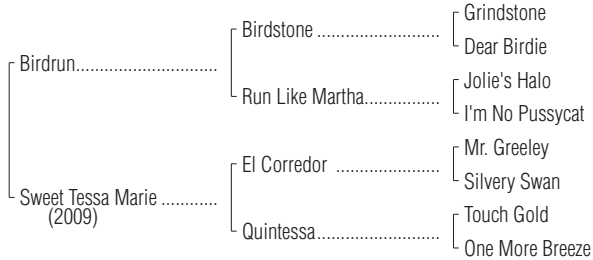 Birdrun............................
Birdstone ........................
Grindstone
Dear Birdie
Run Like Martha...............
Jolie's Halo
I'm No Pussycat
Sweet Tessa Marie ...........
(2009)
El Corredor .....................
Mr. Greeley
Silvery Swan
Quintessa........................
Touch Gold
One More Breeze